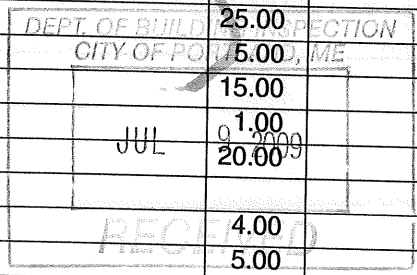 25.00
DEPT. OF BUILDING INSPECTION
CITY OF PORTLAND, ME
5.00
15.00
1.00
JUL 9 2009
20.00
RECEIVED
4.00
5.00